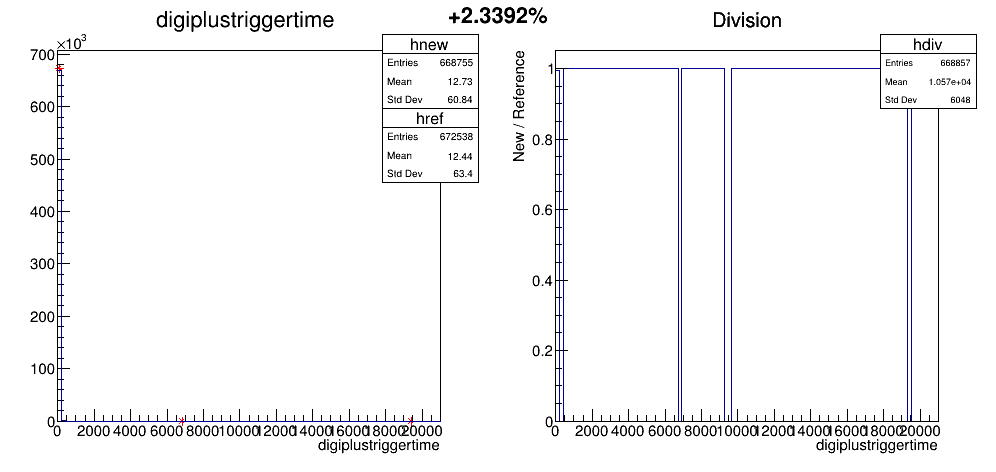 digiplustriggertime
+2.3392%
Division
×10³
hnew
Entries 668755
Mean 12.73
Std Dev 60.84
href
Entries 672538
Mean 12.44
Std Dev 63.4
700
600
500
400
300
200
100
0
0 2000 4000 6000 8000 10000 12000 14000 16000 18000 20000
digiplustriggertime
hdiv
Entries 668857
Mean 1.057e+04
Std Dev 6048
New / Reference
1
0.8
0.6
0.4
0.2
0
0 2000 4000 6000 8000 10000 12000 14000 16000 18000 20000
digiplustriggertime